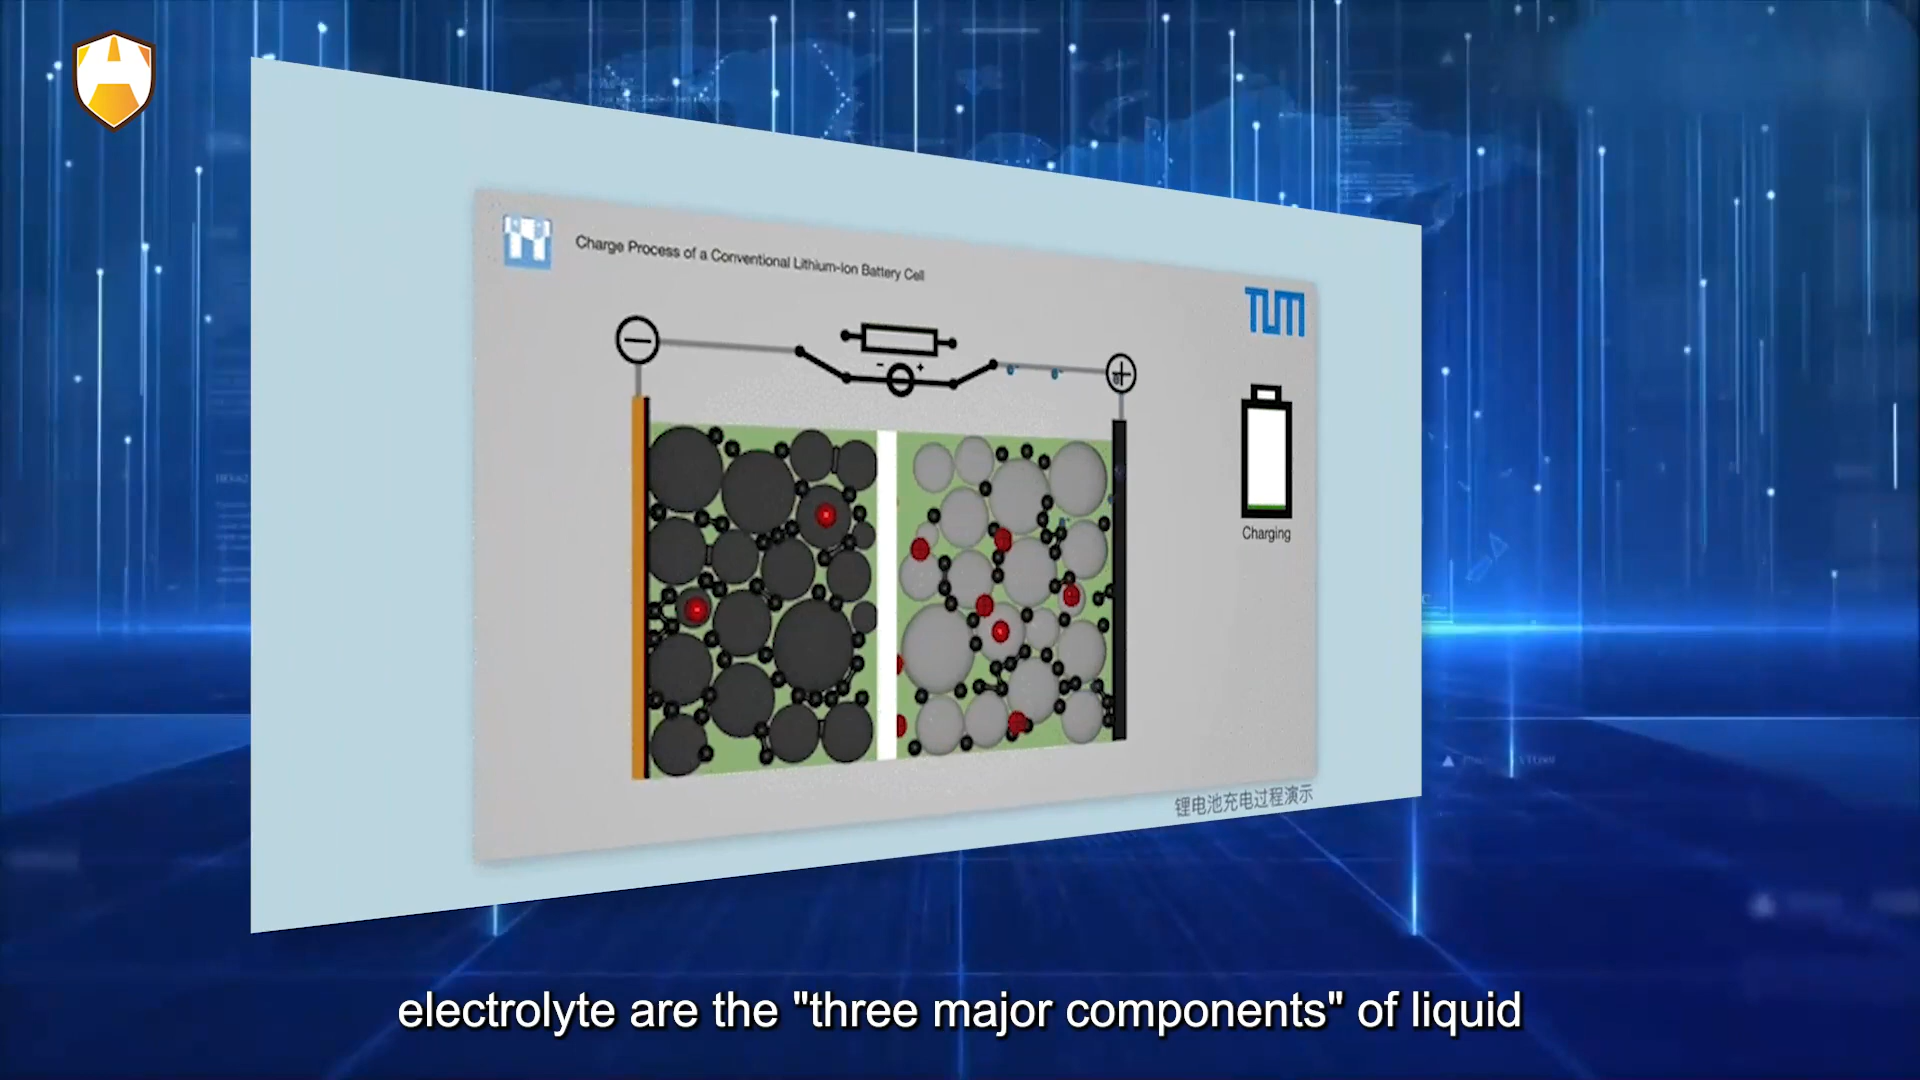 Charge Process of a Conventional Lithium-Ion Battery Cell
TUM
e-
e-
Charging
锂电池充电过程演示
electrolyte are the "three major components" of liquid